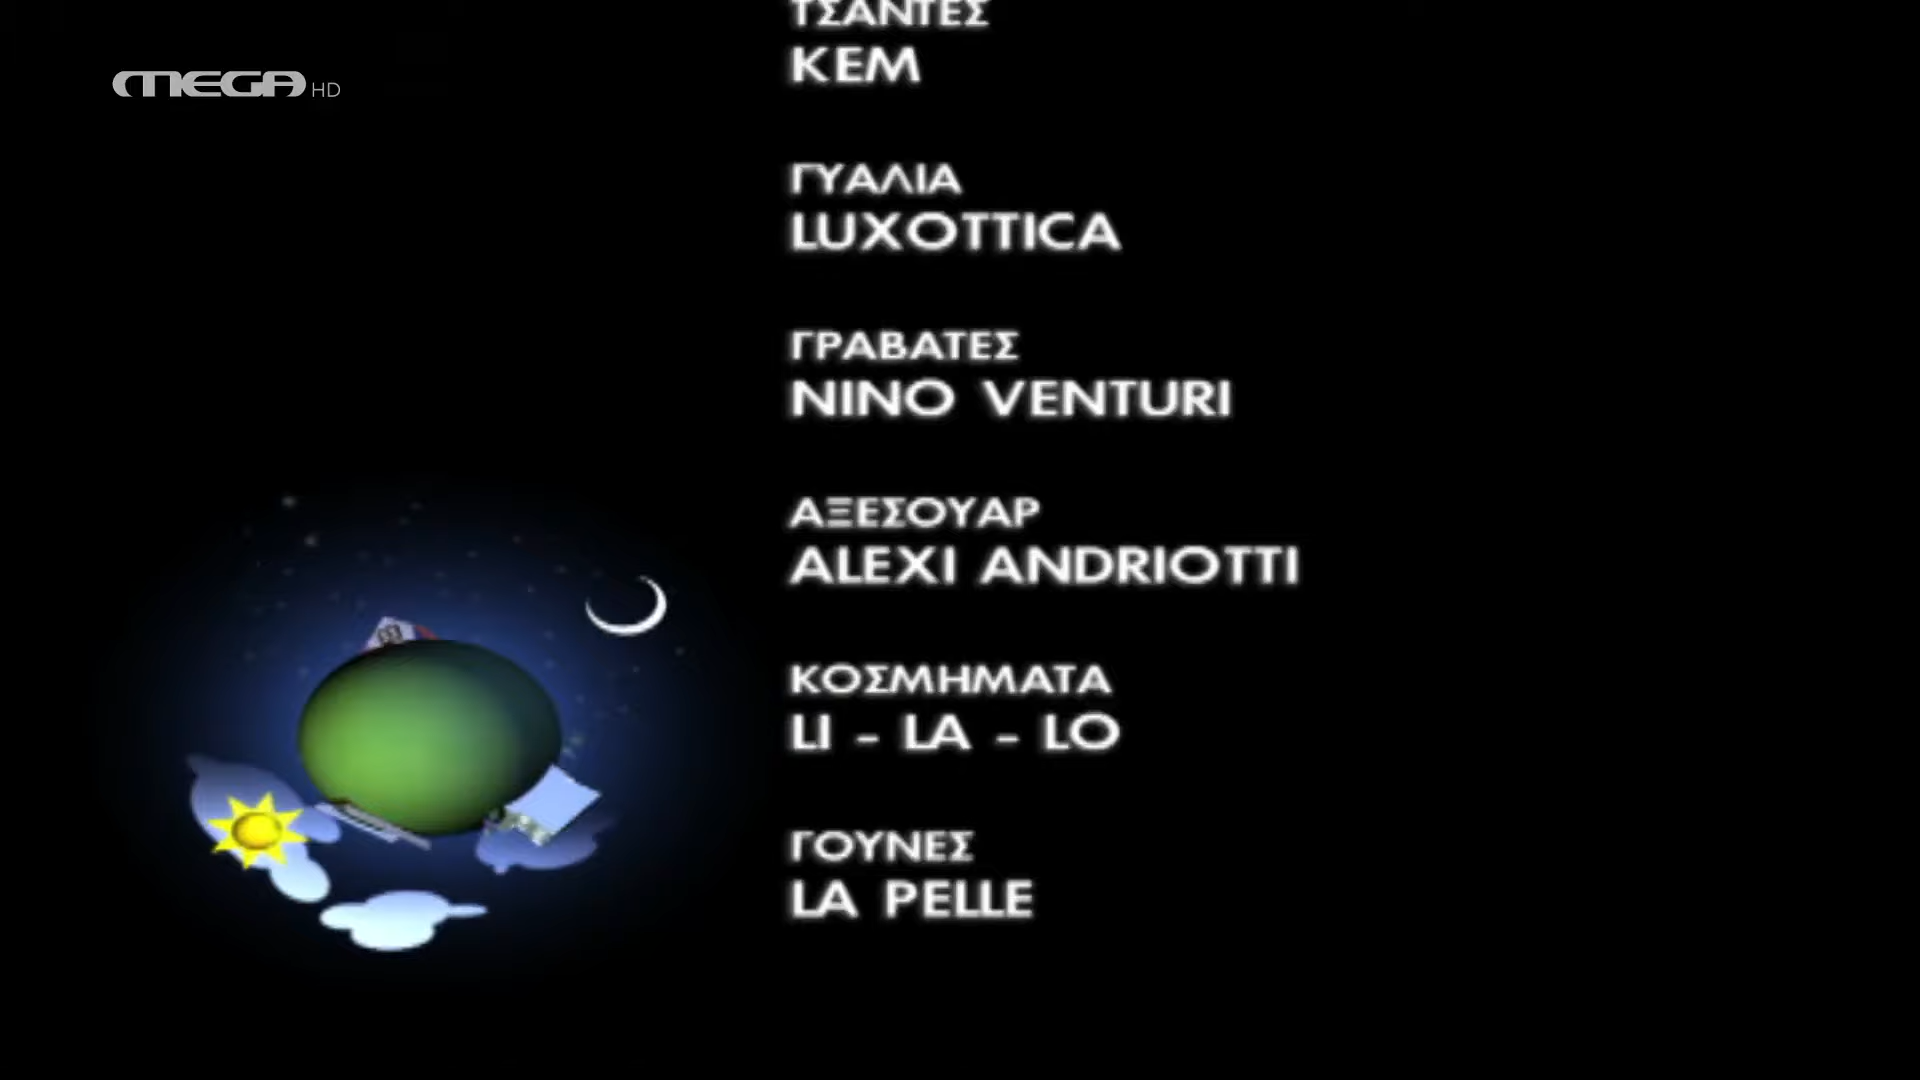 MEGA HD
ΤΣΑΝΤΕΣ
KEM
ΓΥΑΛΙΑ
LUXOTTICA
ΓΡΑΒΑΤΕΣ
NINO VENTURI
ΑΞΕΣΟΥΑΡ
ALEXI ANDRIOTTI
ΚΟΣΜΗΜΑΤΑ
LI - LA - LO
ΓΟΥΝΕΣ
LA PELLE